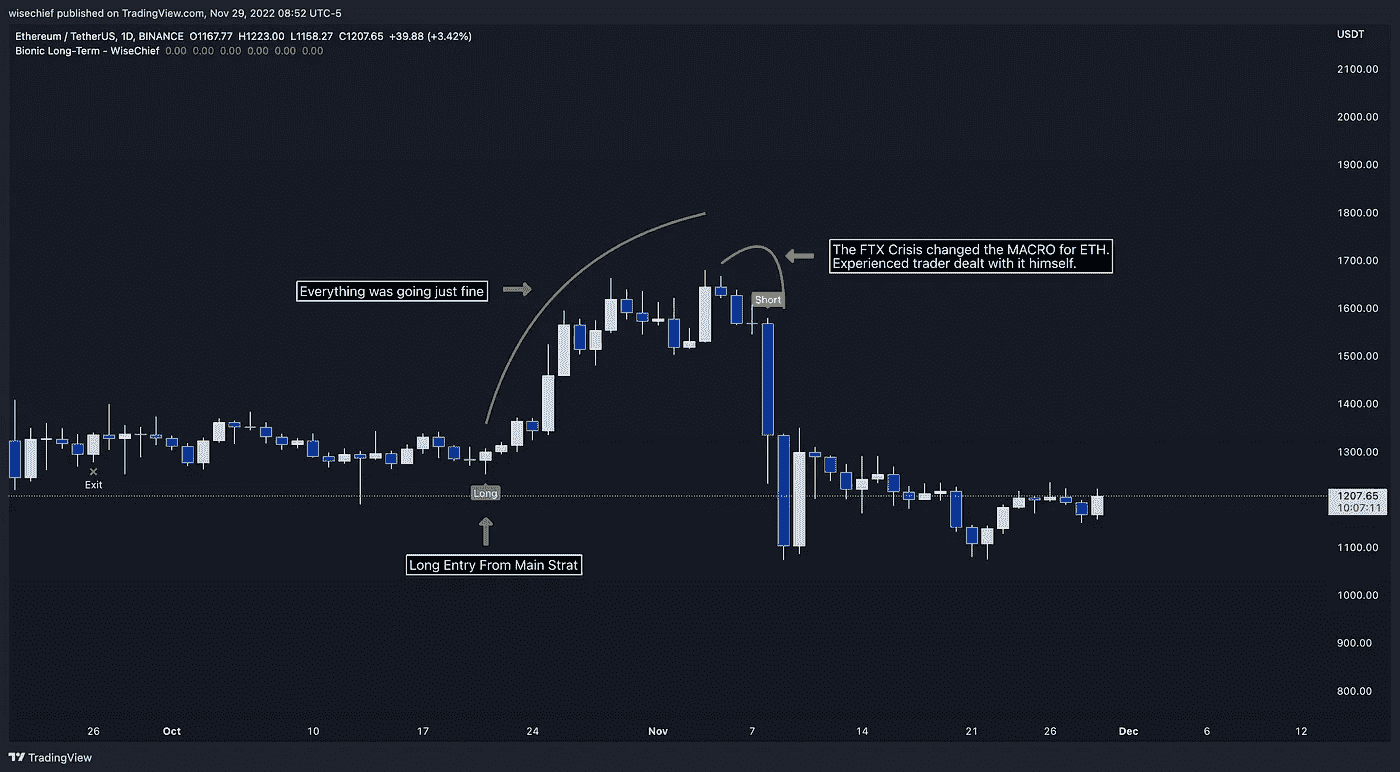 wisechief published on TradingView.com, Nov 29, 2022 08:52 UTC-5
Ethereum / TetherUS, 1D, BINANCE O1167.77 H1223.00 L1158.27 C1207.65 +39.88 (+3.42%)
USDT
Bionic Long-Term - WiseChief 0.00 0.00 0.00 0.00 0.00 0.00
2100.00
2000.00
1900.00
1800.00
The FTX Crisis changed the MACRO for ETH.
Experienced trader dealt with it himself.
1700.00
Everything was going just fine
Short
1600.00
1500.00
1400.00
1300.00
Exit
Long
1207.65
10:07:11
1100.00
Long Entry From Main Strat
1000.00
900.00
800.00
26 Oct 10 17 24 Nov 7 14 21 26 Dec 6 12
TradingView